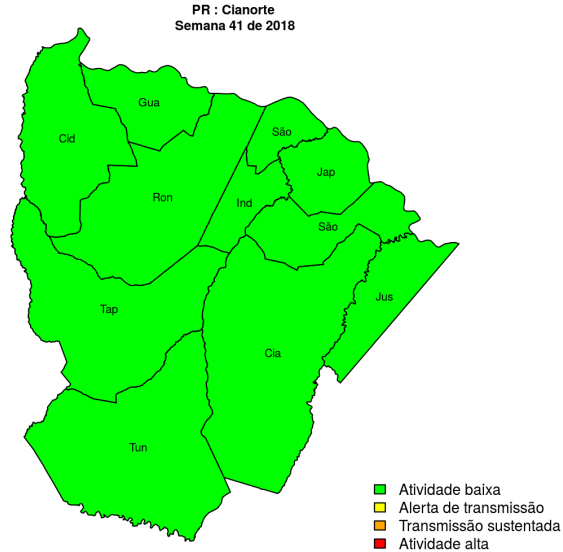 PR : Cianorte
Semana 41 de 2018
Gua
Cid
São
Jap
Ron
Ind
São
Jus
Tap
Cia
Tun
Atividade baixa
Alerta de transmissão
Transmissão sustentada
Atividade alta